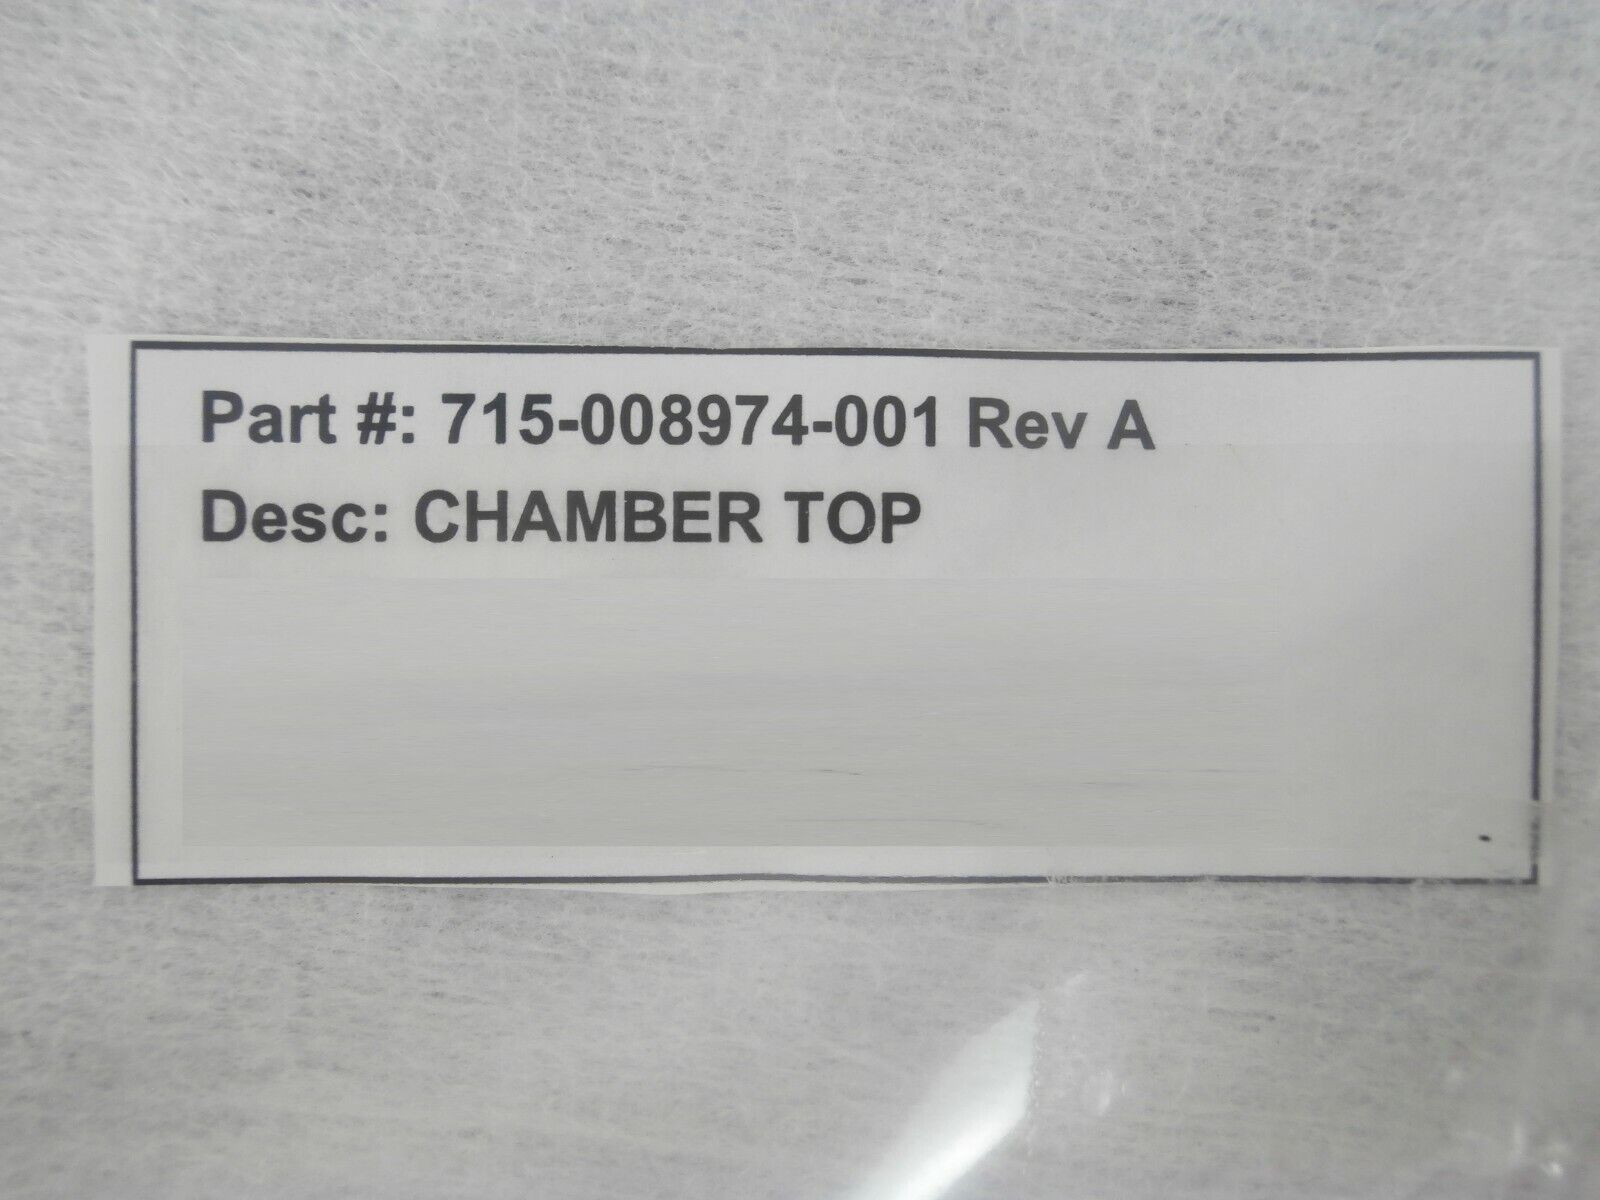 Part #: 715-008974-001 Rev A
Desc: CHAMBER TOP